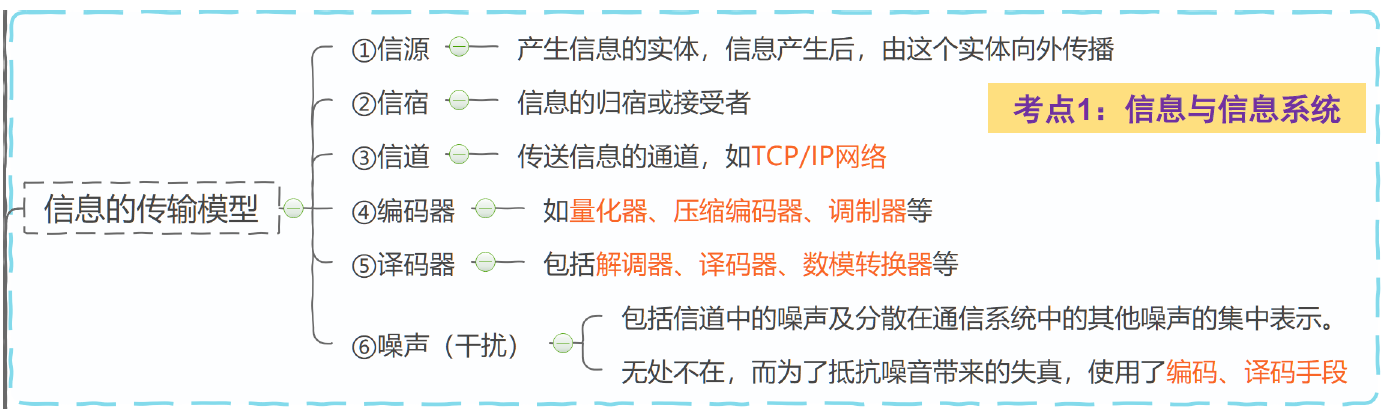 ①信源
产生信息的实体，信息产生后，由这个实体向外传播
②信宿
信息的归宿或接受者
考点1：信息与信息系统
③信道
传送信息的通道，如TCP/IP网络
信息的传输模型
④编码器
如量化器、压缩编码器、调制器等
⑤译码器
包括解调器、译码器、数模转换器等
⑥噪声（干扰）
包括信道中的噪声及分散在通信系统中的其他噪声的集中表示。
无处不在，而为了抵抗噪音带来的失真，使用了编码、译码手段